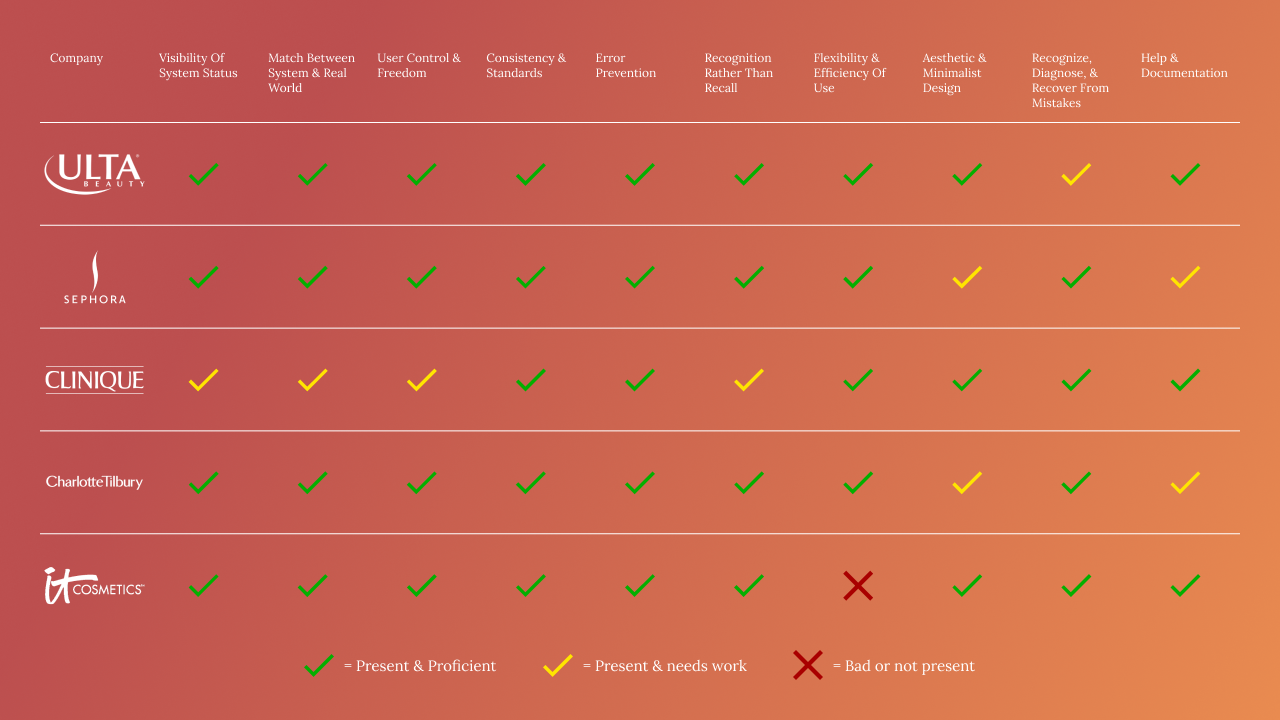 Company
Visibility Of
System Status
Match Between
System & Real
World
User Control &
Freedom
Consistency &
Standards
Error
Prevention
Recognition
Rather Than
Recall
Flexibility &
Efficiency Of
Use
Aesthetic &
Minimalist
Design
Recognize,
Diagnose, &
Recover From
Mistakes
Help &
Documentation
ULTA
BEAUTY
SEPHORA
CLINIQUE
CharlotteTilbury
it COSMETICS™
= Present & Proficient
= Present & needs work
= Bad or not present